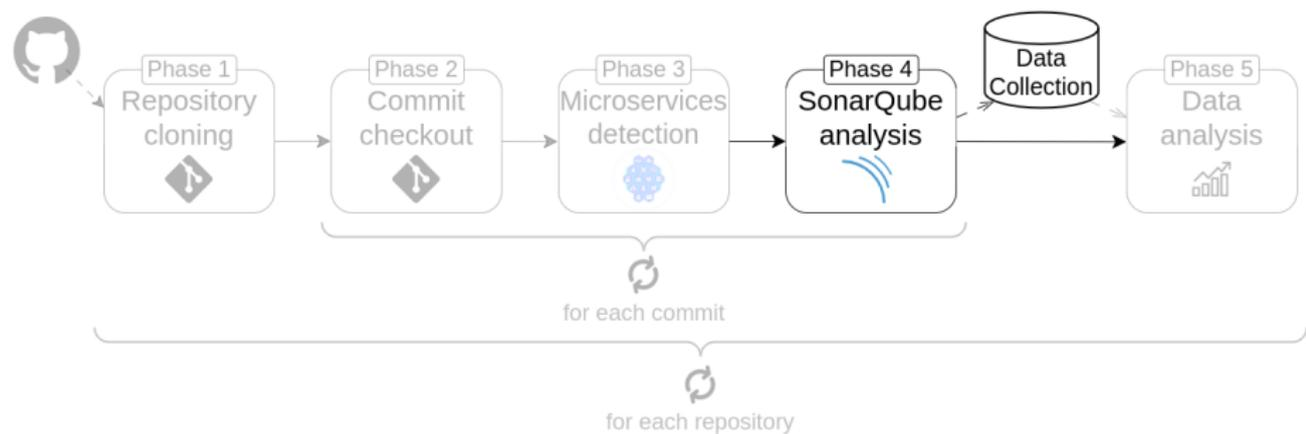 Phase 1
Repository
cloning
Phase 2
Commit
checkout
Phase 3
Microservices
detection
Phase 4
SonarQube
analysis
Data
Collection
Phase 5
Data
analysis
for each commit
for each repository